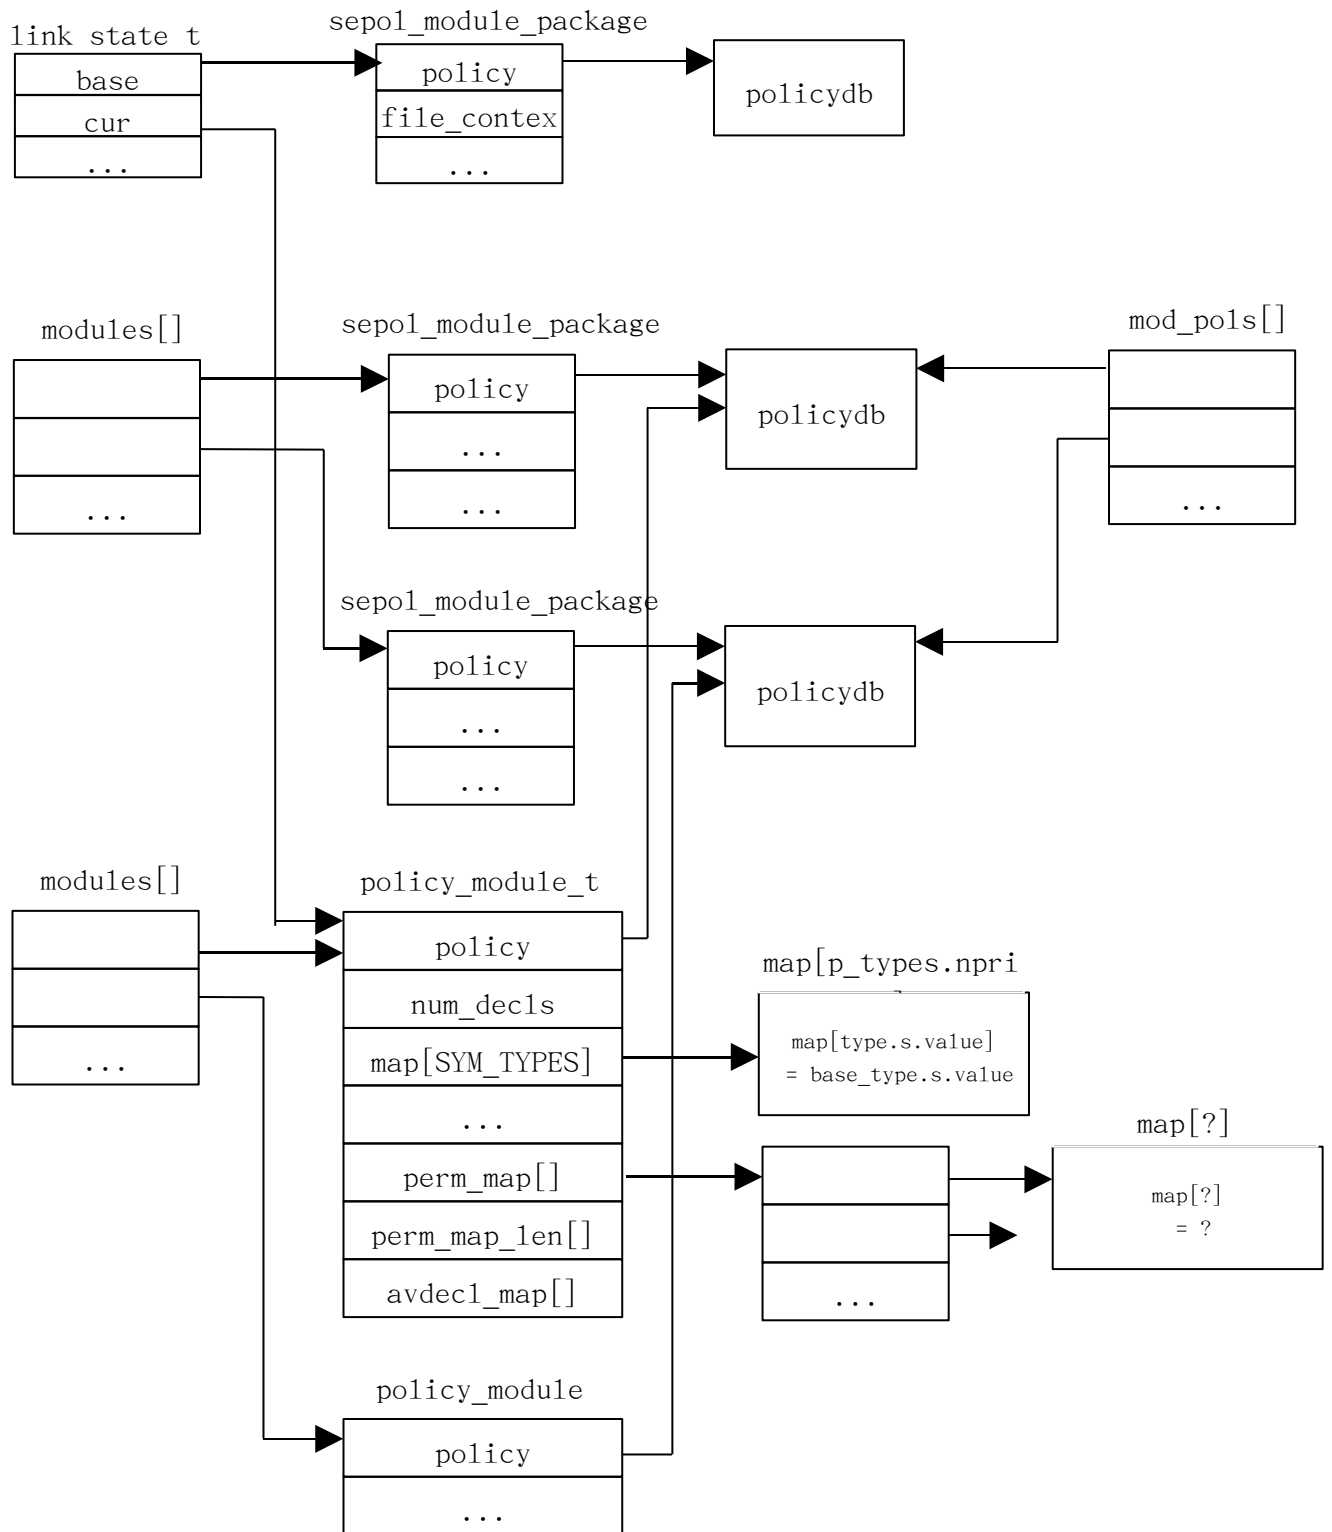 sepol_module_package
link state t
base
policy
policydb
cur
file_contex
...
...
modules[]
sepol_module_package
mod_pols[]
policy
policydb
...
...
...
...
sepol_module_package
policy
policydb
...
...
modules[]
policy_module_t
policy
map[p_types.npri
num_decls
map[type.s.value]
= base_type.s.value
...
map[SYM_TYPES]
...
map[?]
perm_map[]
map[?]
= ?
perm_map_len[]
avdecl_map[]
...
policy_module
policy
...